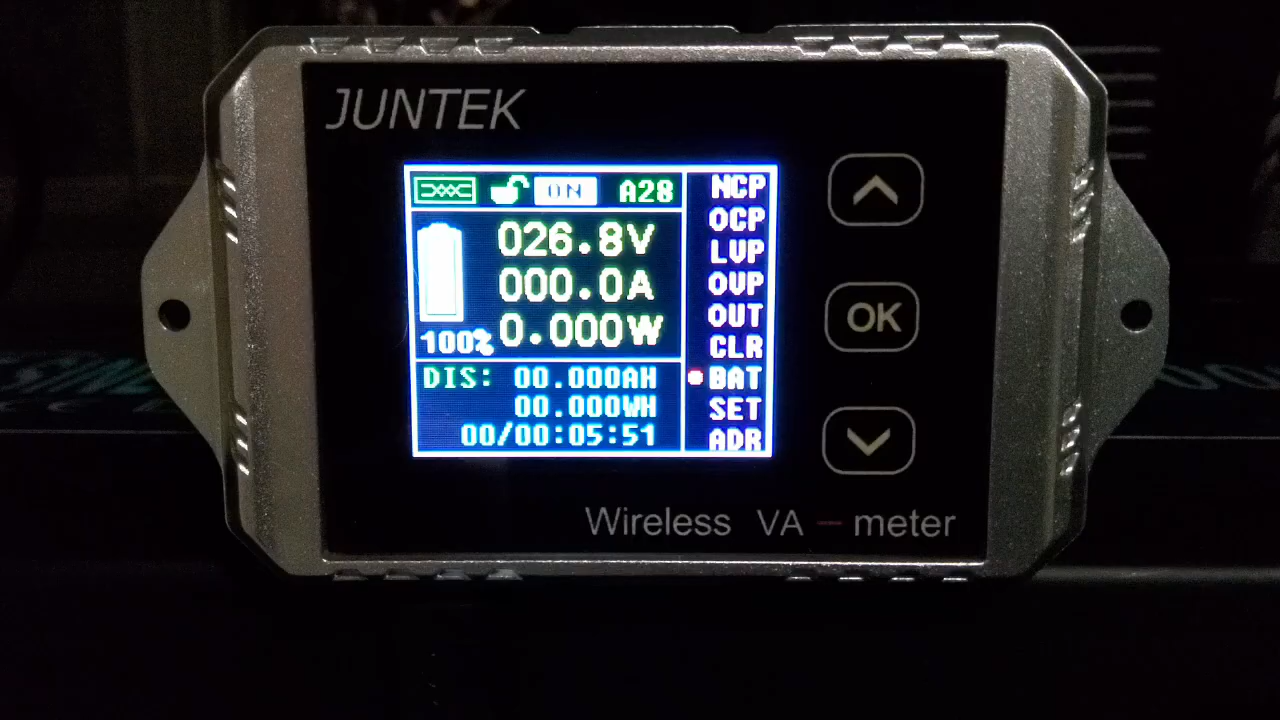 JUNTEK
ON A28
026.8V
000.0A
0.000W
100%
DIS: 00.000AH
00.000WH
00/00:05:51
NCP
OCP
LVP
OVP
OUT
CLR
BAT
SET
ADR
OK
Wireless VA - meter